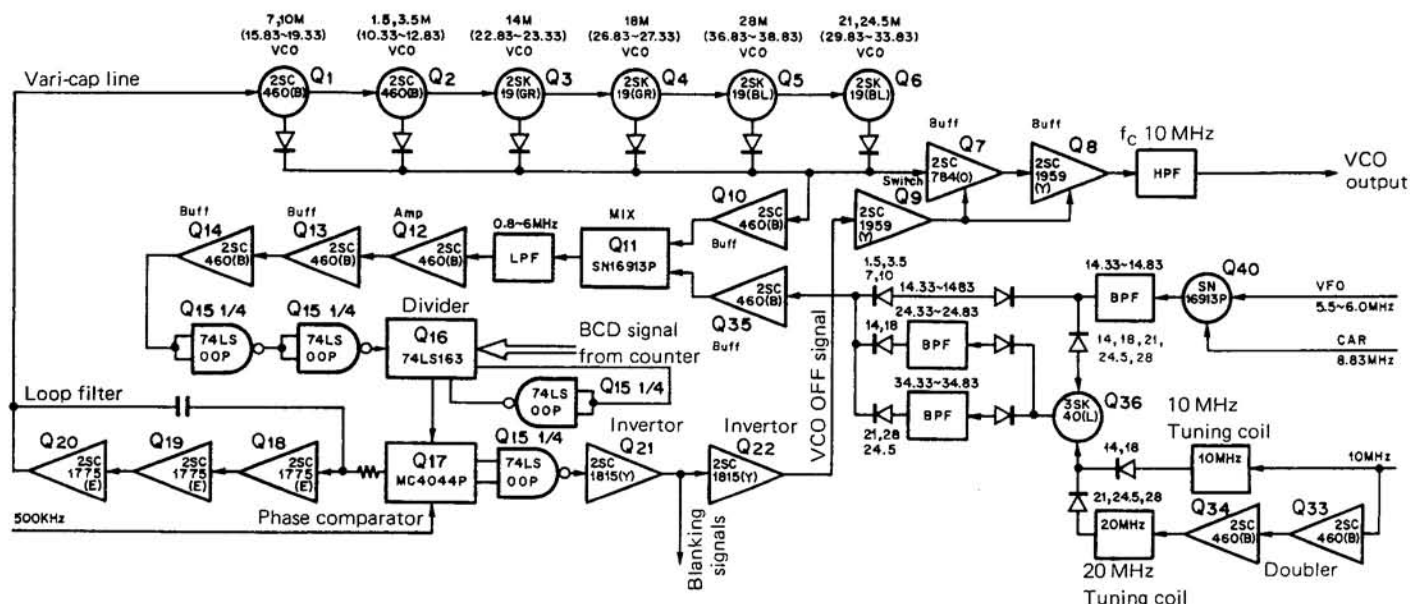 7,10M
(15.83~19.33)
VCO
1.5, 3.5M
(10.33~12.83)
VCO
14M
(22.83~23.33)
VCO
18M
(26.83~27.33)
VCO
28M
(36.83~38.83)
VCO
21, 24.5M
(29.83~33.83)
VCO
Vari-cap line
2SC
460(B)
Q1
2SC
460(B)
Q2
2SK
19(GR)
Q3
2SK
19(GR)
Q4
2SK
19(BL)
Q5
2SK
19(BL)
Q6
Buff
Q7
2SC
784(O)
Buff
Q8
2SC
1959
(Y)
fC 10 MHz
HPF
VCO
output
Switch
Q9
2SC
1959
(Y)
Q10
2SC
460(B)
Buff
MIX
Q11
SN16913P
0.8~6MHz
LPF
Amp
Q12
2SC
460(B)
Buff
Q13
2SC
460(B)
Buff
Q14
2SC
460(B)
2SC
460(B)
Q35
Buff
Q15 1/4
74LS
00P
Q15 1/4
74LS
00P
Divider
Q16
74LS163
BCD signal
from counter
74LS
00P
Q15 1/4
VCO OFF signal
1.5, 3.5
7, 10
14.33~1483
14.33~14.83
BPF
Q40
SN
16913P
VFO
5.5~6.0MHz
CAR
8.83MHz
14, 18, 21,
24.5, 28
24.33~24.83
14,18
BPF
34.33~34.83
BPF
21, 28
24.5
3SK
40(L)
Q36
10 MHz
Tuning coil
14, 18
10MHz
10MHz
21, 24.5, 28
20MHz
20 MHz
Tuning coil
Q34
2SC
460(B)
Q33
2SC
460(B)
Doubler
Loop filter
Q20
2SC
1775
(E)
Q19
2SC
1775
(E)
Q18
2SC
1775
(E)
Q17
MC4044P
Phase comparator
500KHz
Q15 1/4
74LS
00P
Invertor
Q21
2SC
1815(Y)
Invertor
Q22
2SC
1815(Y)
Blanking
signals